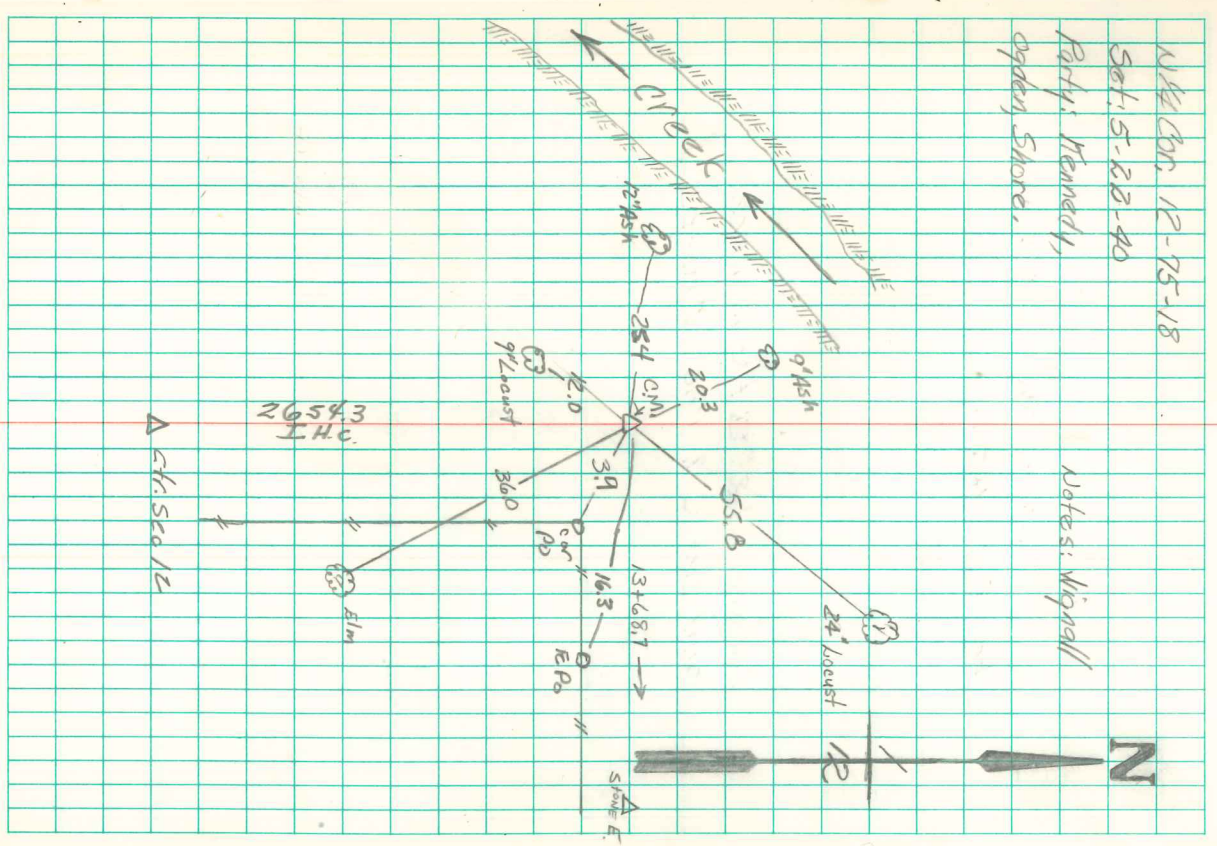 N¼ Cor. 12-75-18
Set: 5-22-40
Party: Kennedy,
Ogden, Shore,
Notes: Wignall
N
1
12
24" Locust
9" Ash
creek
12" Ash
55.8
20.3
25.4
C.M.
13+68.7
STONE E.
3.9
16.3
E Po
Cor
Po
12.0
9" Locust
36.0
Elm
2654.3
I.H.C.
Ctr. Sec 12